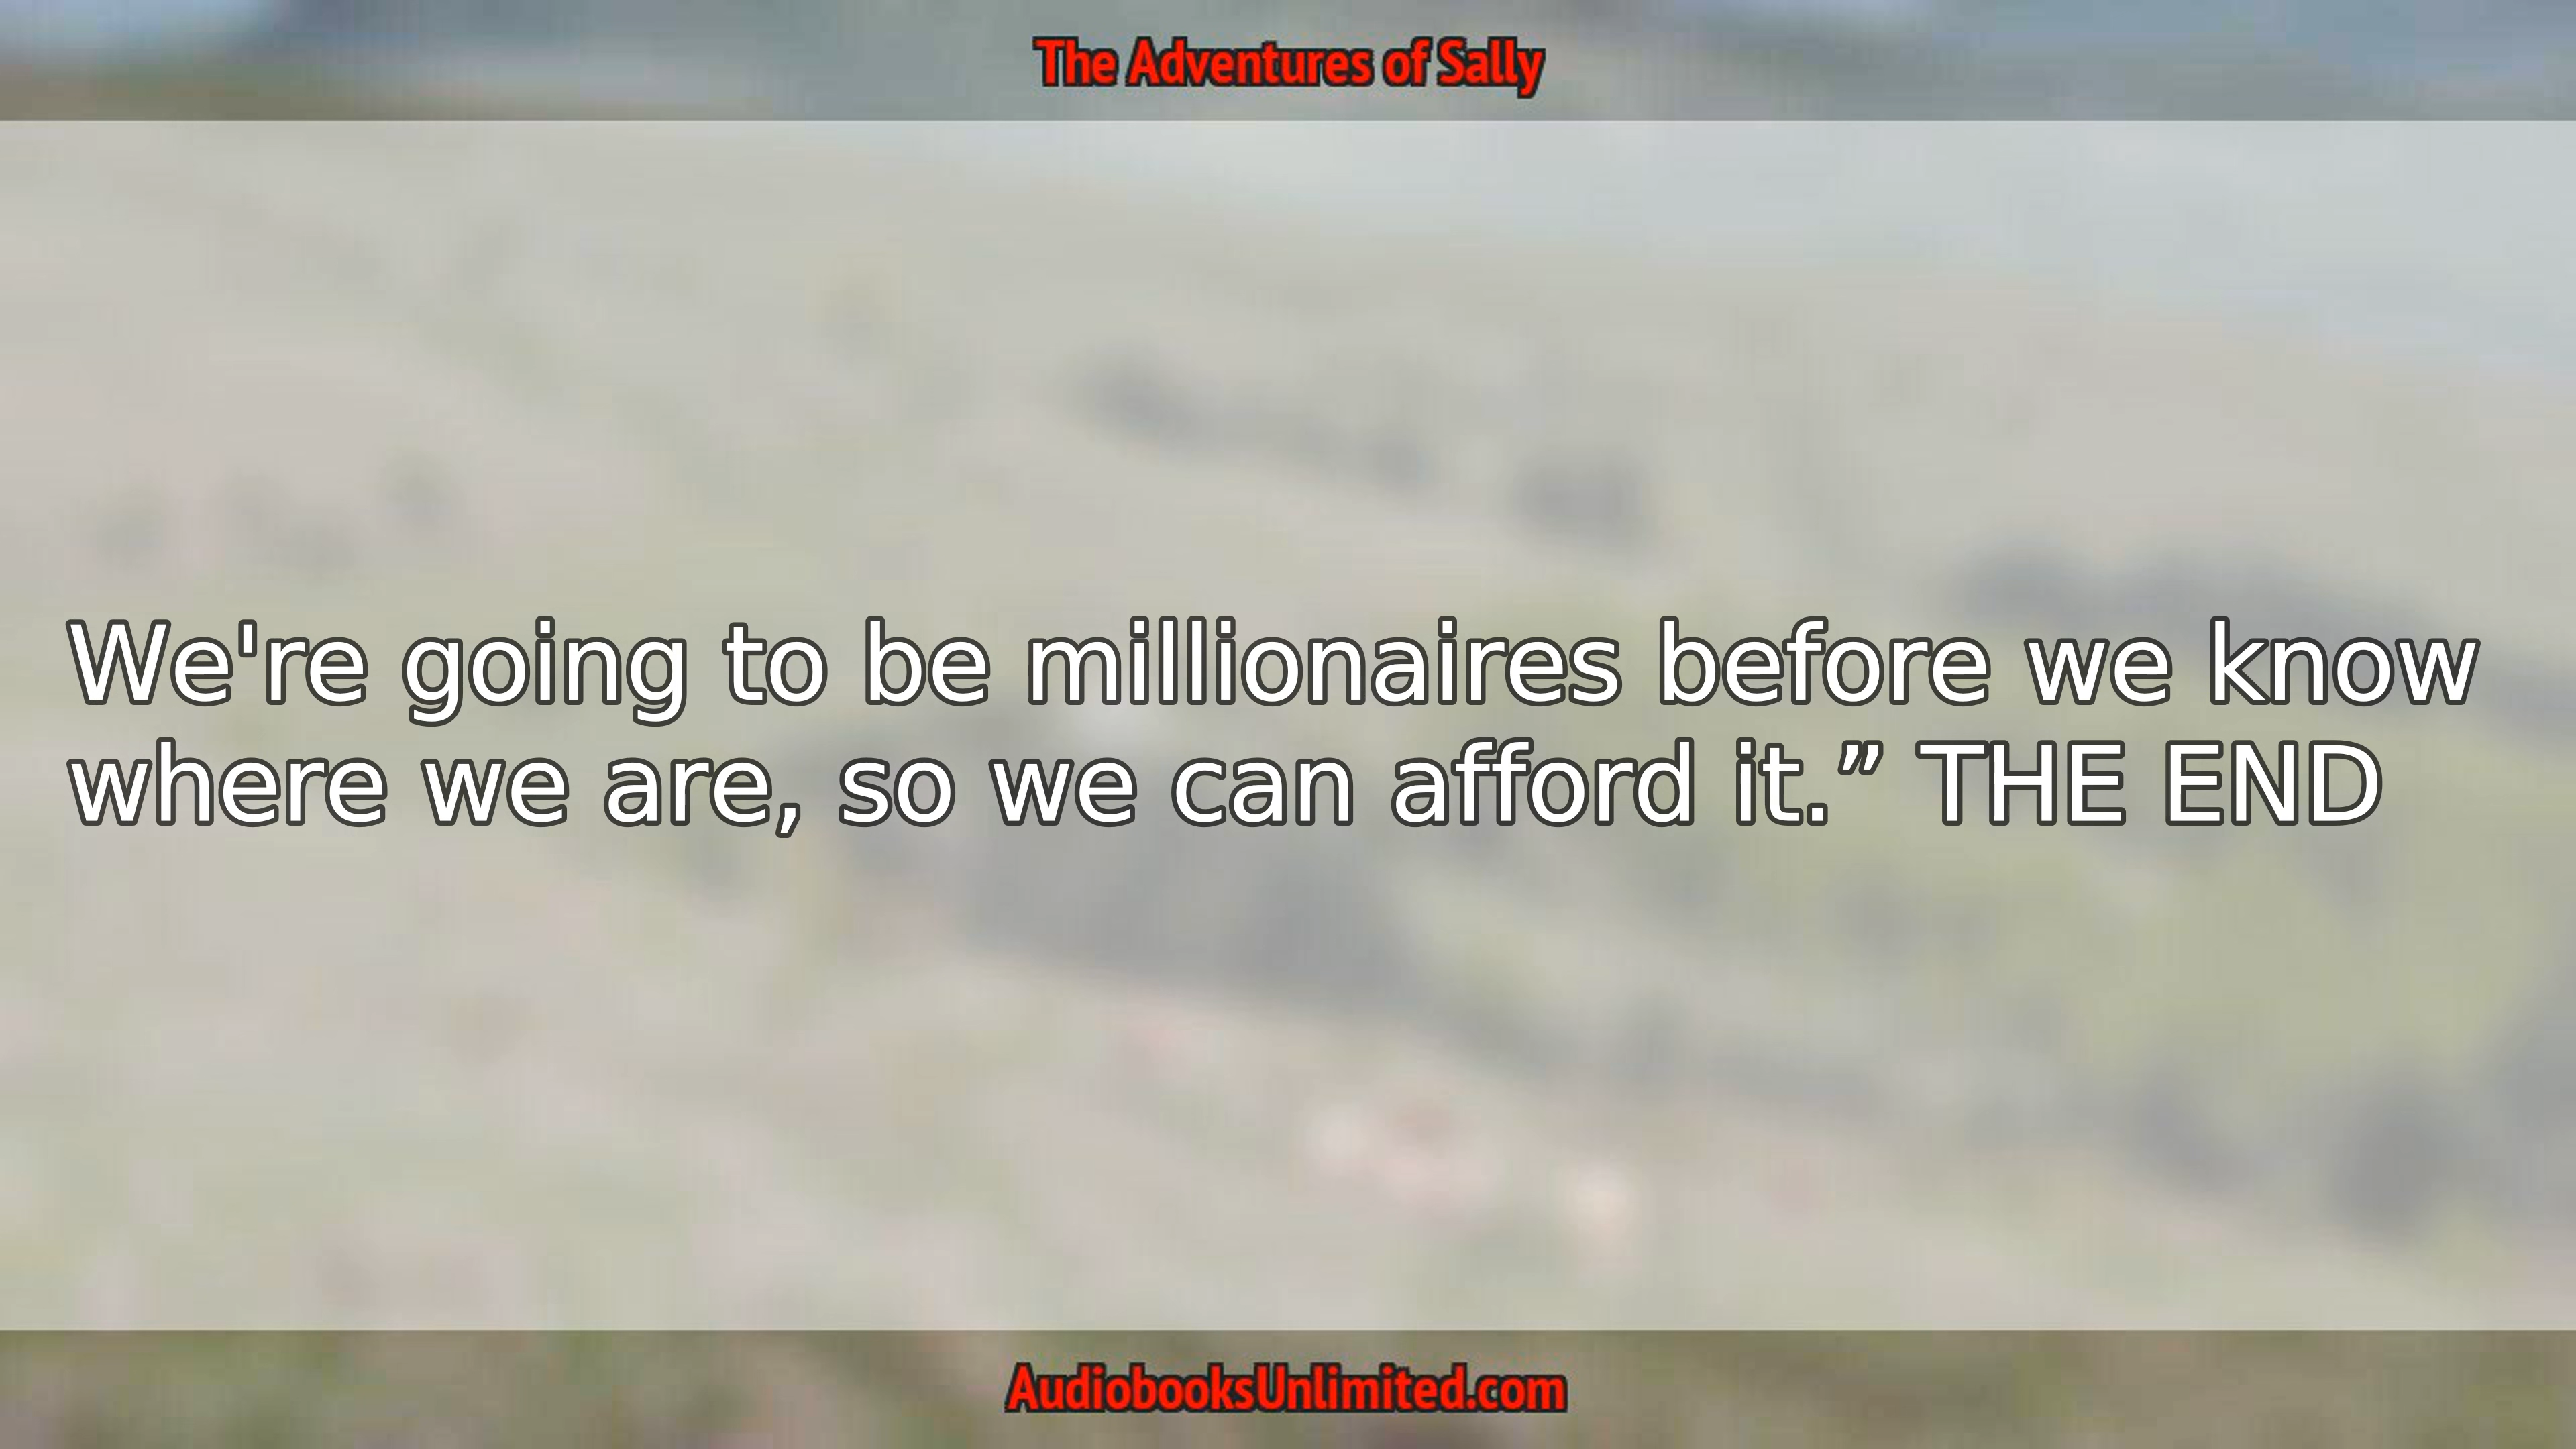 The Adventures of Sally
We're going to be millionaires before we know
where we are, so we can afford it.” THE END
AudiobooksUnlimited.com